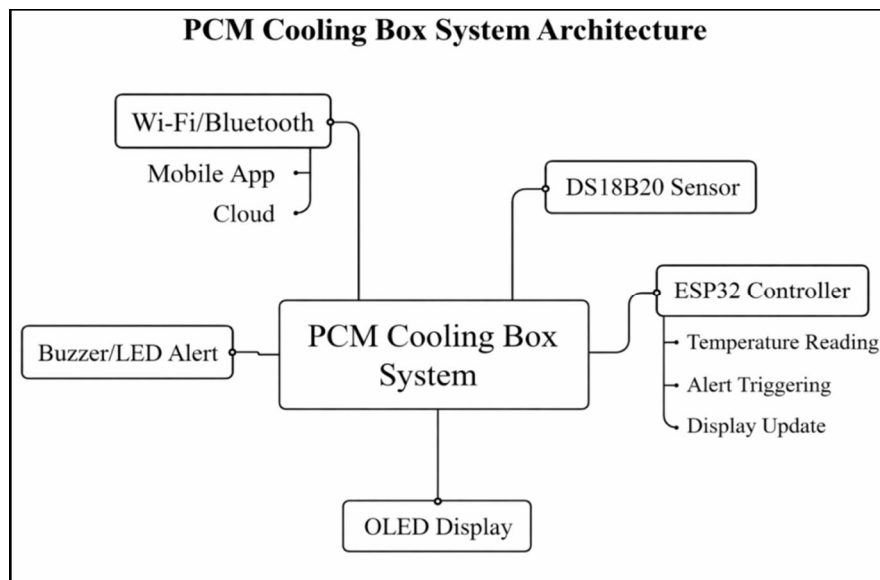 PCM Cooling Box System Architecture
Wi-Fi/Bluetooth
Mobile App
Cloud
DS18B20 Sensor
ESP32 Controller
Temperature Reading
Alert Triggering
Display Update
Buzzer/LED Alert
PCM Cooling Box
System
OLED Display